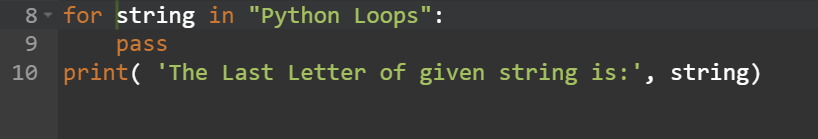 8 for string in "Python Loops":
9     pass
10 print( 'The Last Letter of given string is:', string)